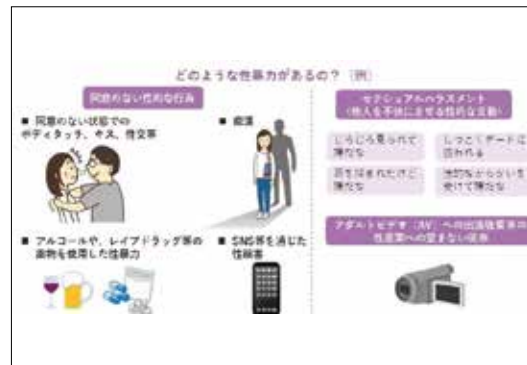 どのような性暴力があるの？（例）
同意のない性的な行為
■ 同意のない状態での
ボディタッチ、キス、性交等
■ 痴漢
■ アルコールや、レイプドラッグ等の
薬物を使用した性暴力
■ SNS等を通じた
性被害
セクシュアルハラスメント
（他人を不快にさせる性的な言動）
じろじろ見られて
嫌だな
しつこくデートに
誘われる
肩をもまれたけど
嫌だな
性的なからかいを
受けて嫌だな
アダルトビデオ（AV）への出演強要等の
性産業への望まない従事